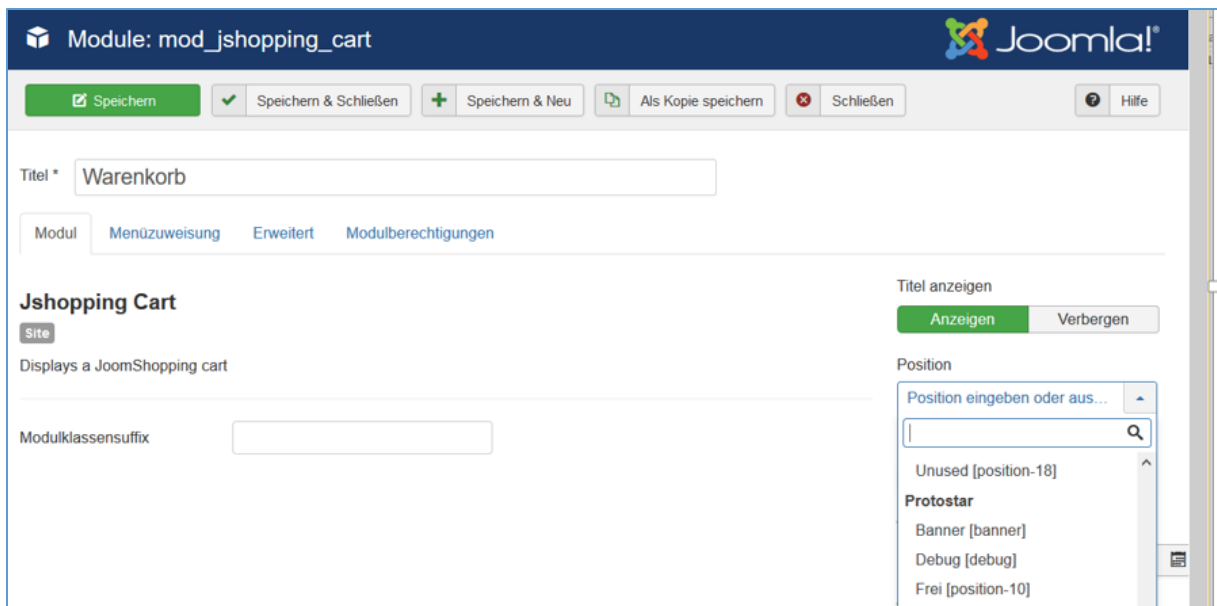 Module: mod_jshopping_cart
Joomla!®
Speichern
Speichern & Schließen
Speichern & Neu
Als Kopie speichern
Schließen
Hilfe
Titel *
Warenkorb
Modul
Menüzuweisung
Erweitert
Modulberechtigungen
Jshopping Cart
Site
Displays a JoomShopping cart
Modulklassensuffix
Titel anzeigen
Anzeigen
Verbergen
Position
Position eingeben oder aus...
Unused [position-18]
Protostar
Banner [banner]
Debug [debug]
Frei [position-10]